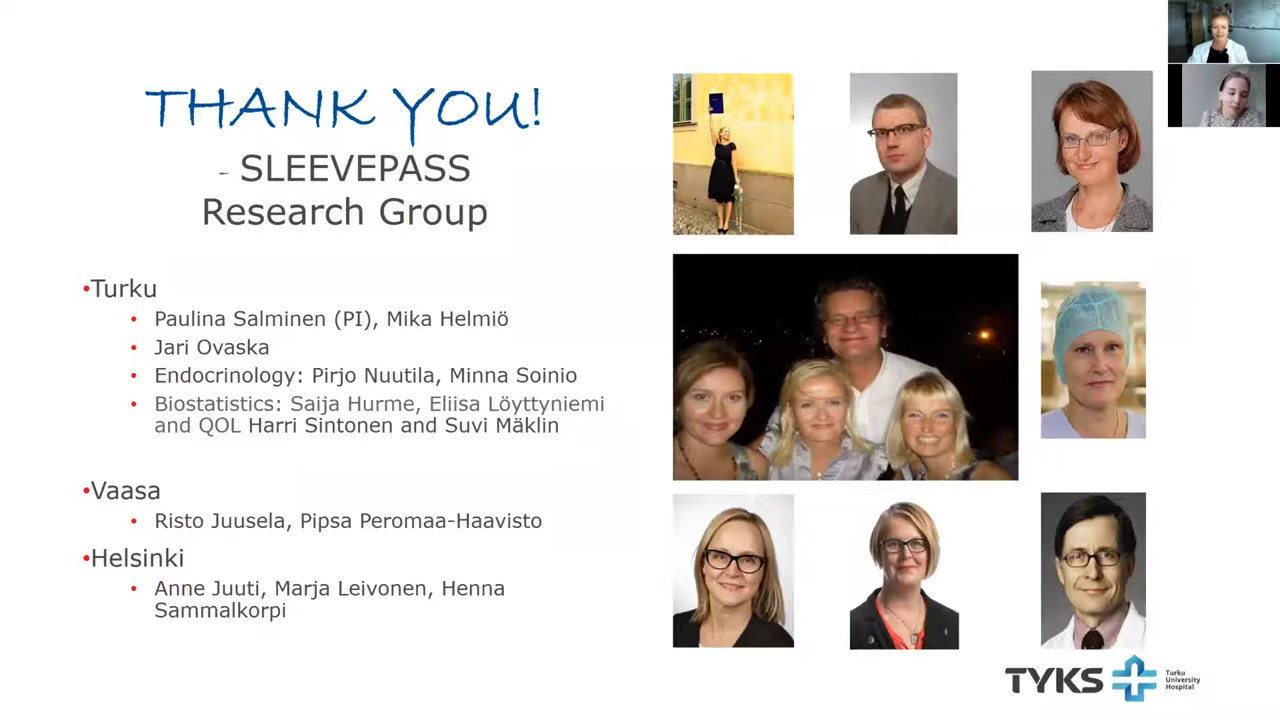 THANK YOU!
- SLEEVEPASS
Research Group
•Turku
• Paulina Salminen (PI), Mika Helmiö
• Jari Ovaska
• Endocrinology: Pirjo Nuutila, Minna Soinio
• Biostatistics: Saija Hurme, Eliisa Löyttyniemi
and QOL Harri Sintonen and Suvi Mäklin
•Vaasa
• Risto Juusela, Pipsa Peromaa-Haavisto
•Helsinki
• Anne Juuti, Marja Leivonen, Henna
Sammalkorpi
TYKS
Turku
University
Hospital